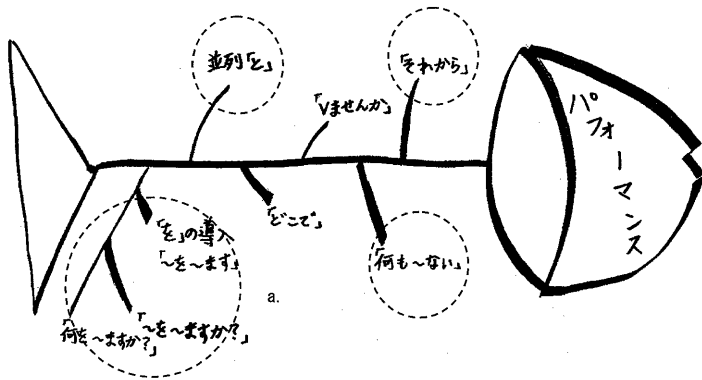 並列「と」
「それから」
「Vませんか」
パフォーマンス
「を」の導入
「~を~ます」
「どこで」
「何も~ない」
a.
「何を~ますか?」
「~を~ますか?」